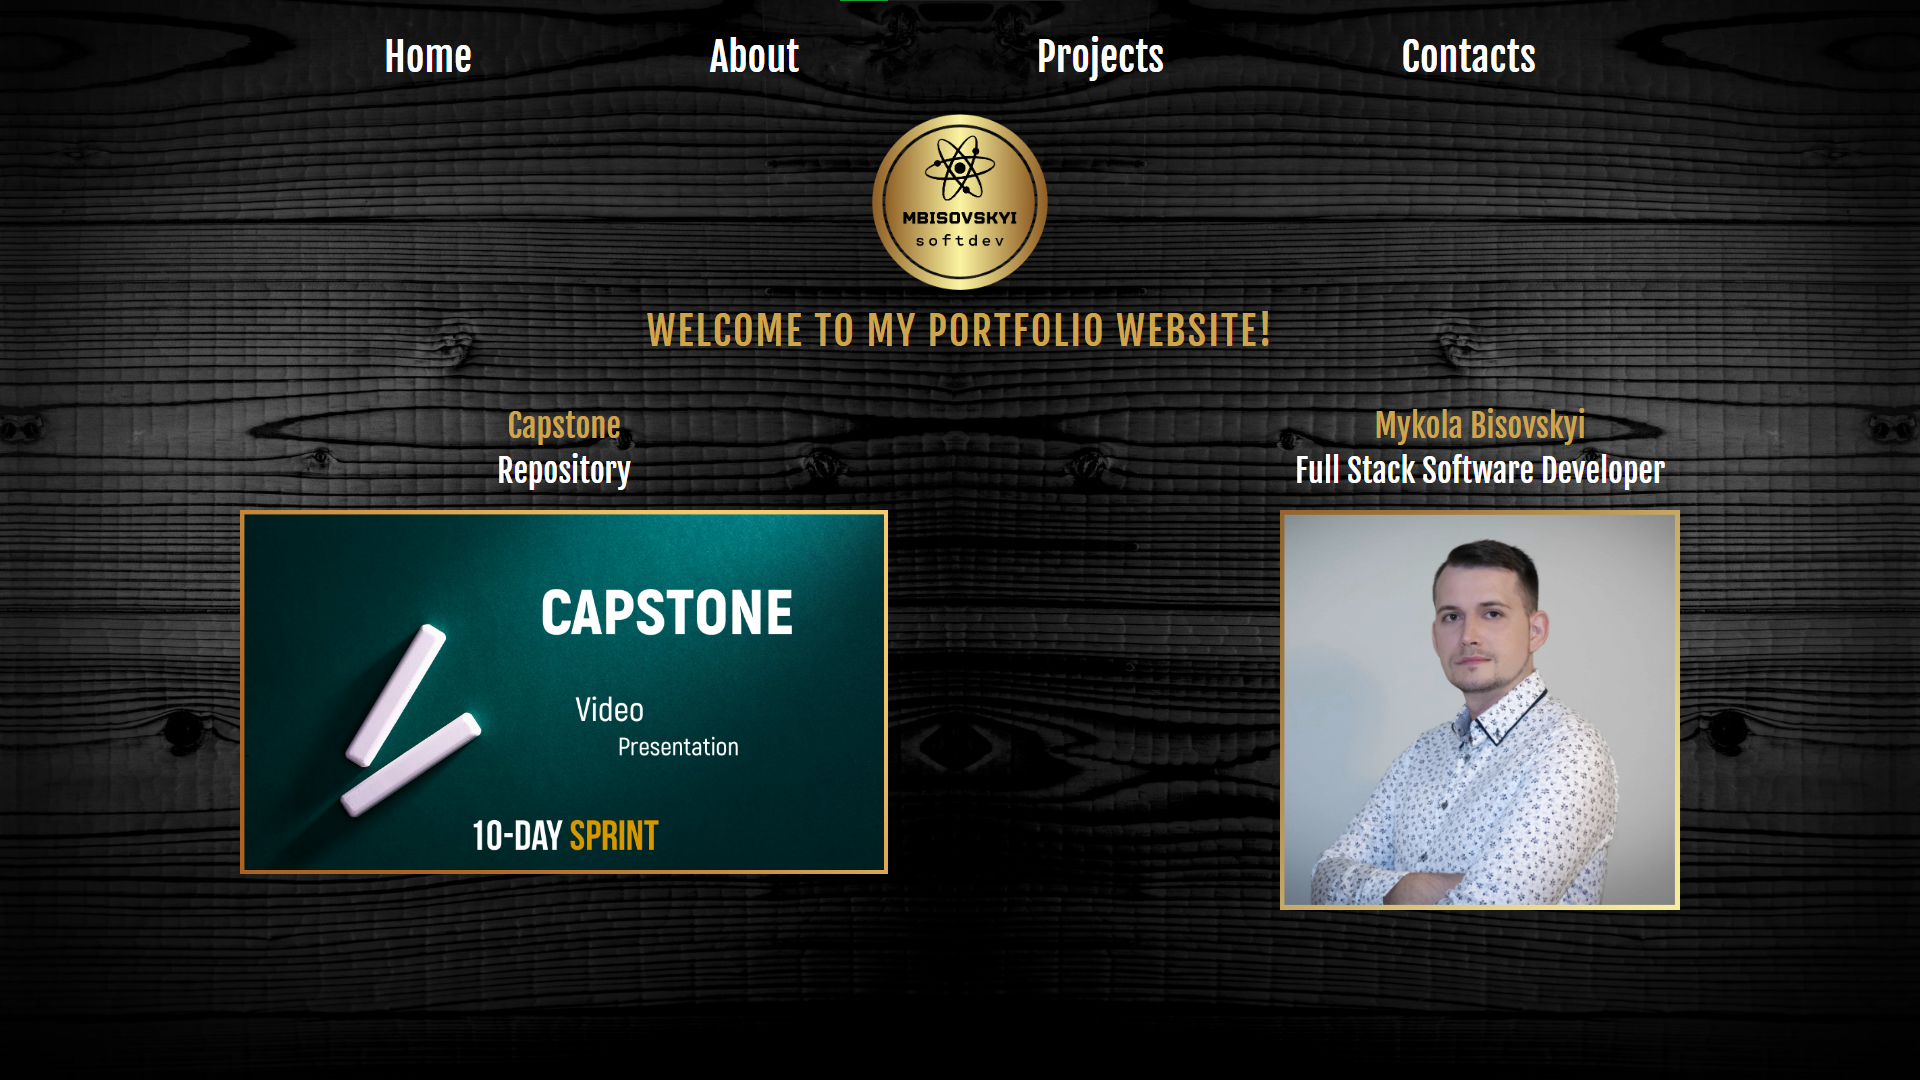 Home About Projects Contacts
MBISOVSKYI
softdev
WELCOME TO MY PORTFOLIO WEBSITE!
Capstone
Repository
CAPSTONE
Video
Presentation
10-DAY SPRINT
Mykola Bisovskyi
Full Stack Software Developer